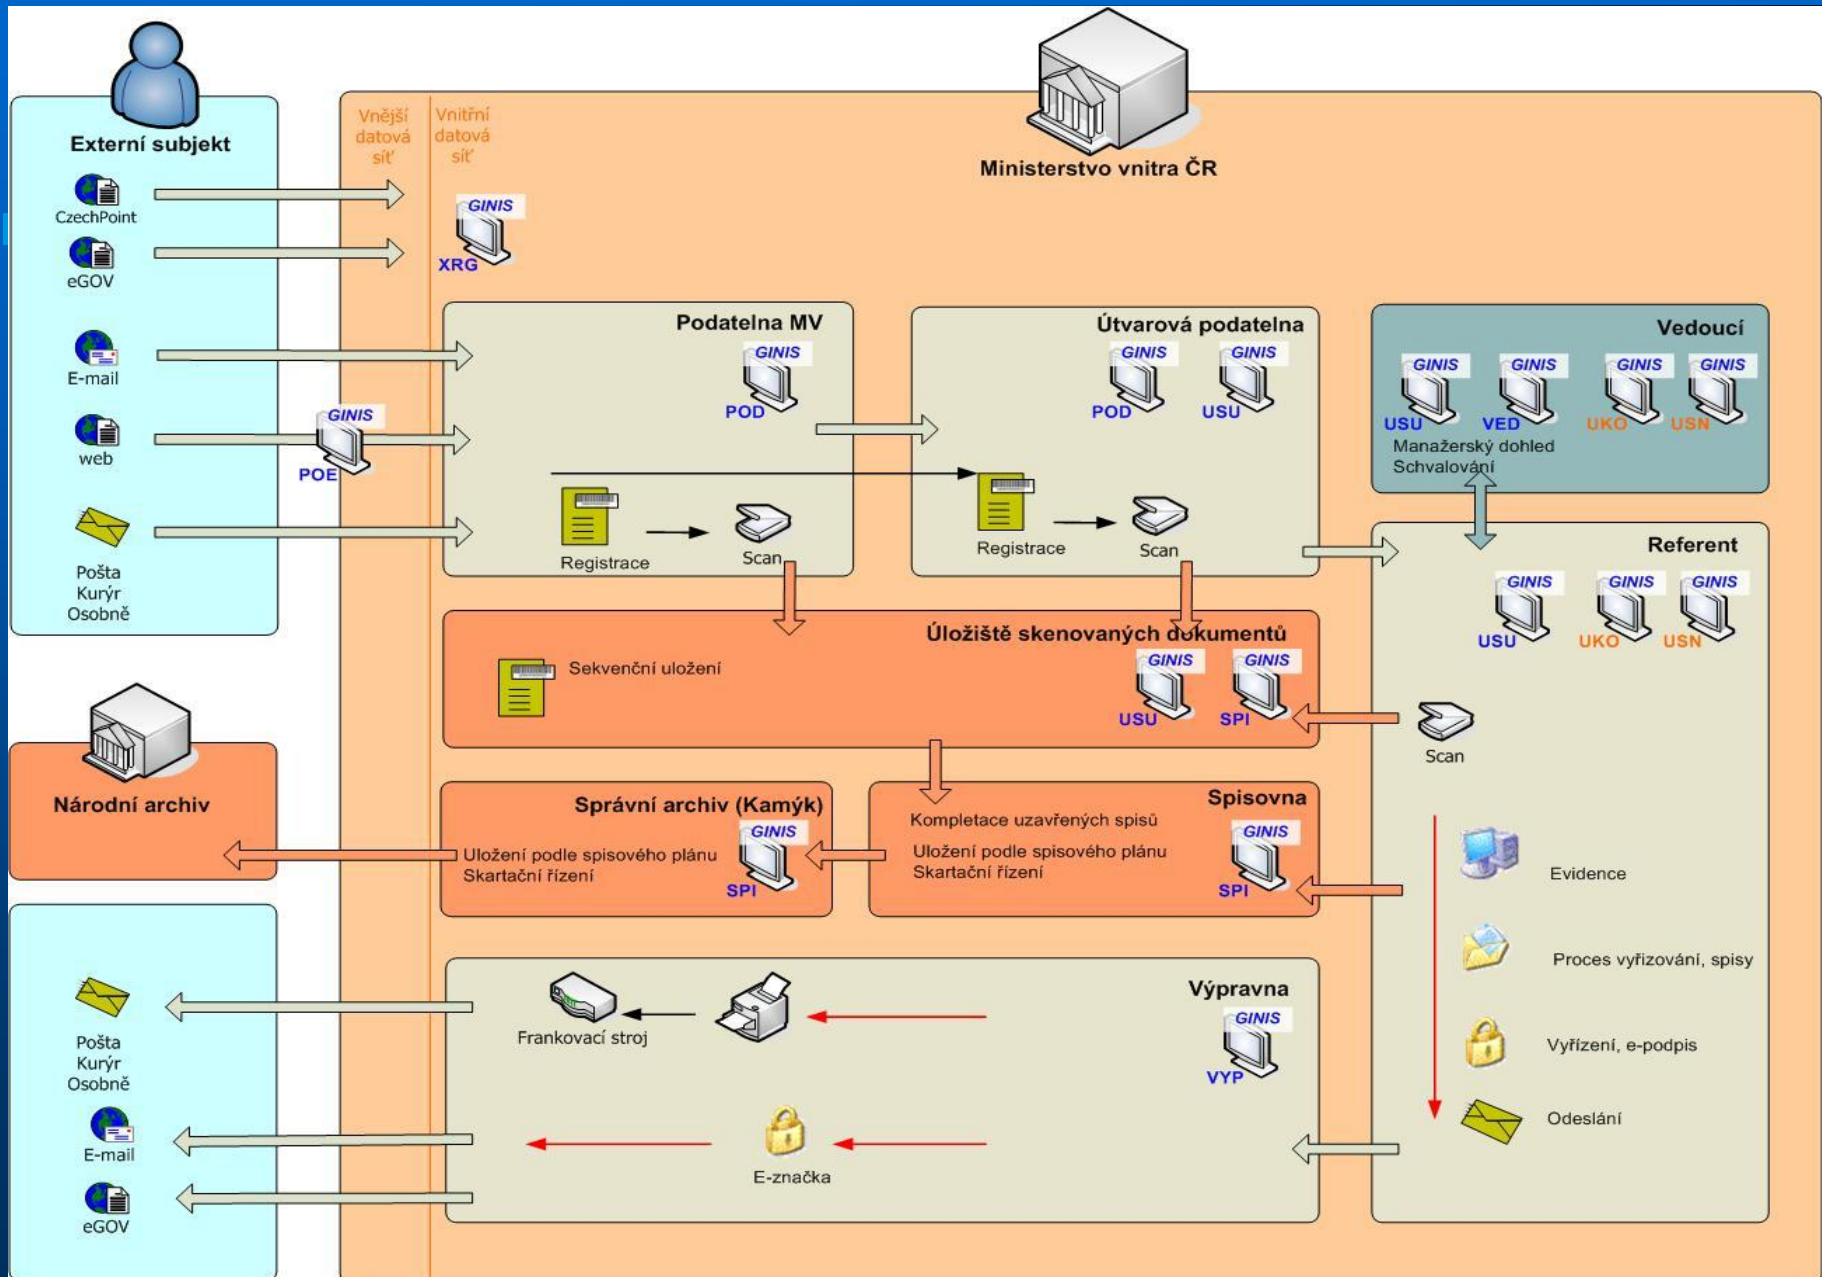 Externí subjekt
CzechPoint
eGOV
E-mail
web
Pošta
Kurýr
Osobně
Vnější
datová
síť
Vnitřní
datová
síť
Ministerstvo vnitra ČR
GINIS
XRG
GINIS
POE
Podatelna MV
GINIS
POD
Registrace
Scan
Útvarová podatelna
GINIS
POD
GINIS
USU
Registrace
Scan
Vedoucí
GINIS
USU
GINIS
VED
GINIS
UKO
GINIS
USN
Manažerský dohled
Schvalování
Referent
GINIS
USU
GINIS
UKO
GINIS
USN
Scan
Evidence
Proces vyřizování, spisy
Vyřízení, e-podpis
Odeslání
Úložiště skenovaných dokumentů
Sekvenční uložení
GINIS
USU
GINIS
SPI
Národní archiv
Správní archiv (Kamýk)
GINIS
SPI
Uložení podle spisového plánu
Skartační řízení
Spisovna
Kompletace uzavřených spisů
Uložení podle spisového plánu
Skartační řízení
GINIS
SPI
Výpravna
GINIS
VYP
Frankovací stroj
E-značka
Pošta
Kurýr
Osobně
E-mail
eGOV